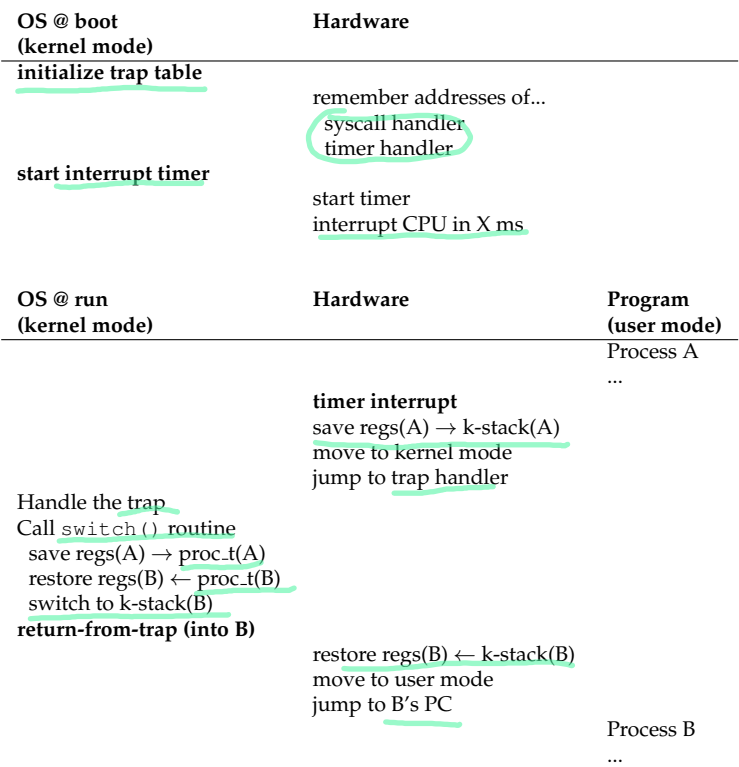 OS @ boot Hardware
(kernel mode)
initialize trap table
remember addresses of...
syscall handler
timer handler
start interrupt timer
start timer
interrupt CPU in X ms
OS @ run Hardware Program
(kernel mode) (user mode)
Process A
...
timer interrupt
save regs(A) → k-stack(A)
move to kernel mode
jump to trap handler
Handle the trap
Call switch() routine
save regs(A) → proc_t(A)
restore regs(B) ← proc_t(B)
switch to k-stack(B)
return-from-trap (into B)
restore regs(B) ← k-stack(B)
move to user mode
jump to B's PC
Process B
...